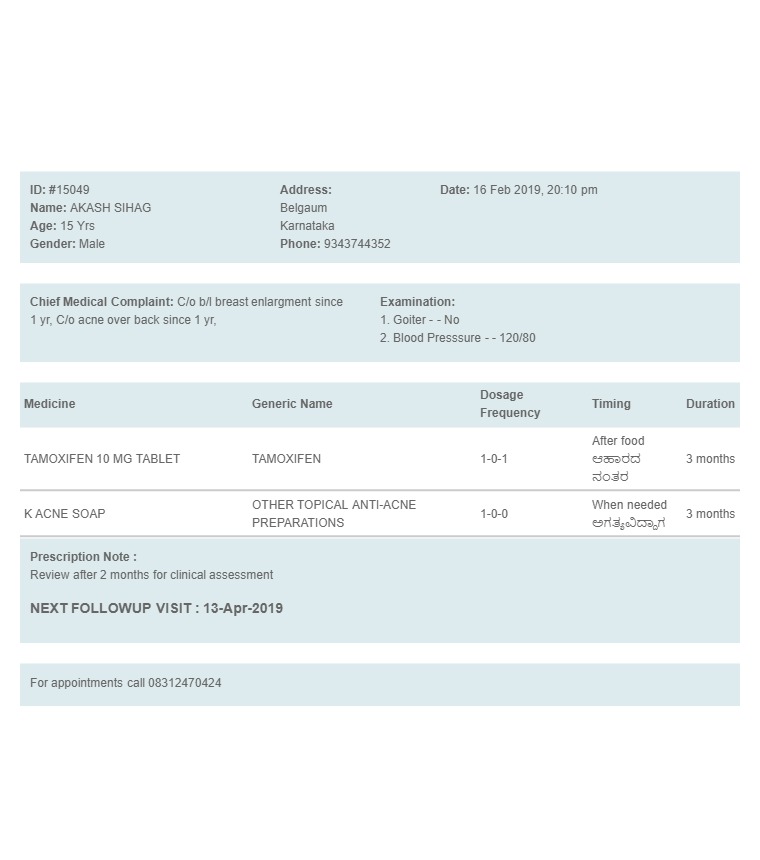 ID: #15049
Name: AKASH SIHAG
Age: 15 Yrs
Gender: Male
Address:
Belgaum
Karnataka
Phone: 9343744352
Date: 16 Feb 2019, 20:10 pm
Chief Medical Complaint: C/o b/l breast enlargment since
1 yr, C/o acne over back since 1 yr,
Examination:
1. Goiter - - No
2. Blood Presssure - - 120/80
Medicine Generic Name Dosage Frequency Timing Duration
TAMOXIFEN 10 MG TABLET TAMOXIFEN 1-0-1 After food ಆಹಾರದ ನಂತರ 3 months
K ACNE SOAP OTHER TOPICAL ANTI-ACNE PREPARATIONS 1-0-0 When needed ಅಗತ್ಯವಿದ್ದಾಗ 3 months
Prescription Note :
Review after 2 months for clinical assessment
NEXT FOLLOWUP VISIT : 13-Apr-2019
For appointments call 08312470424